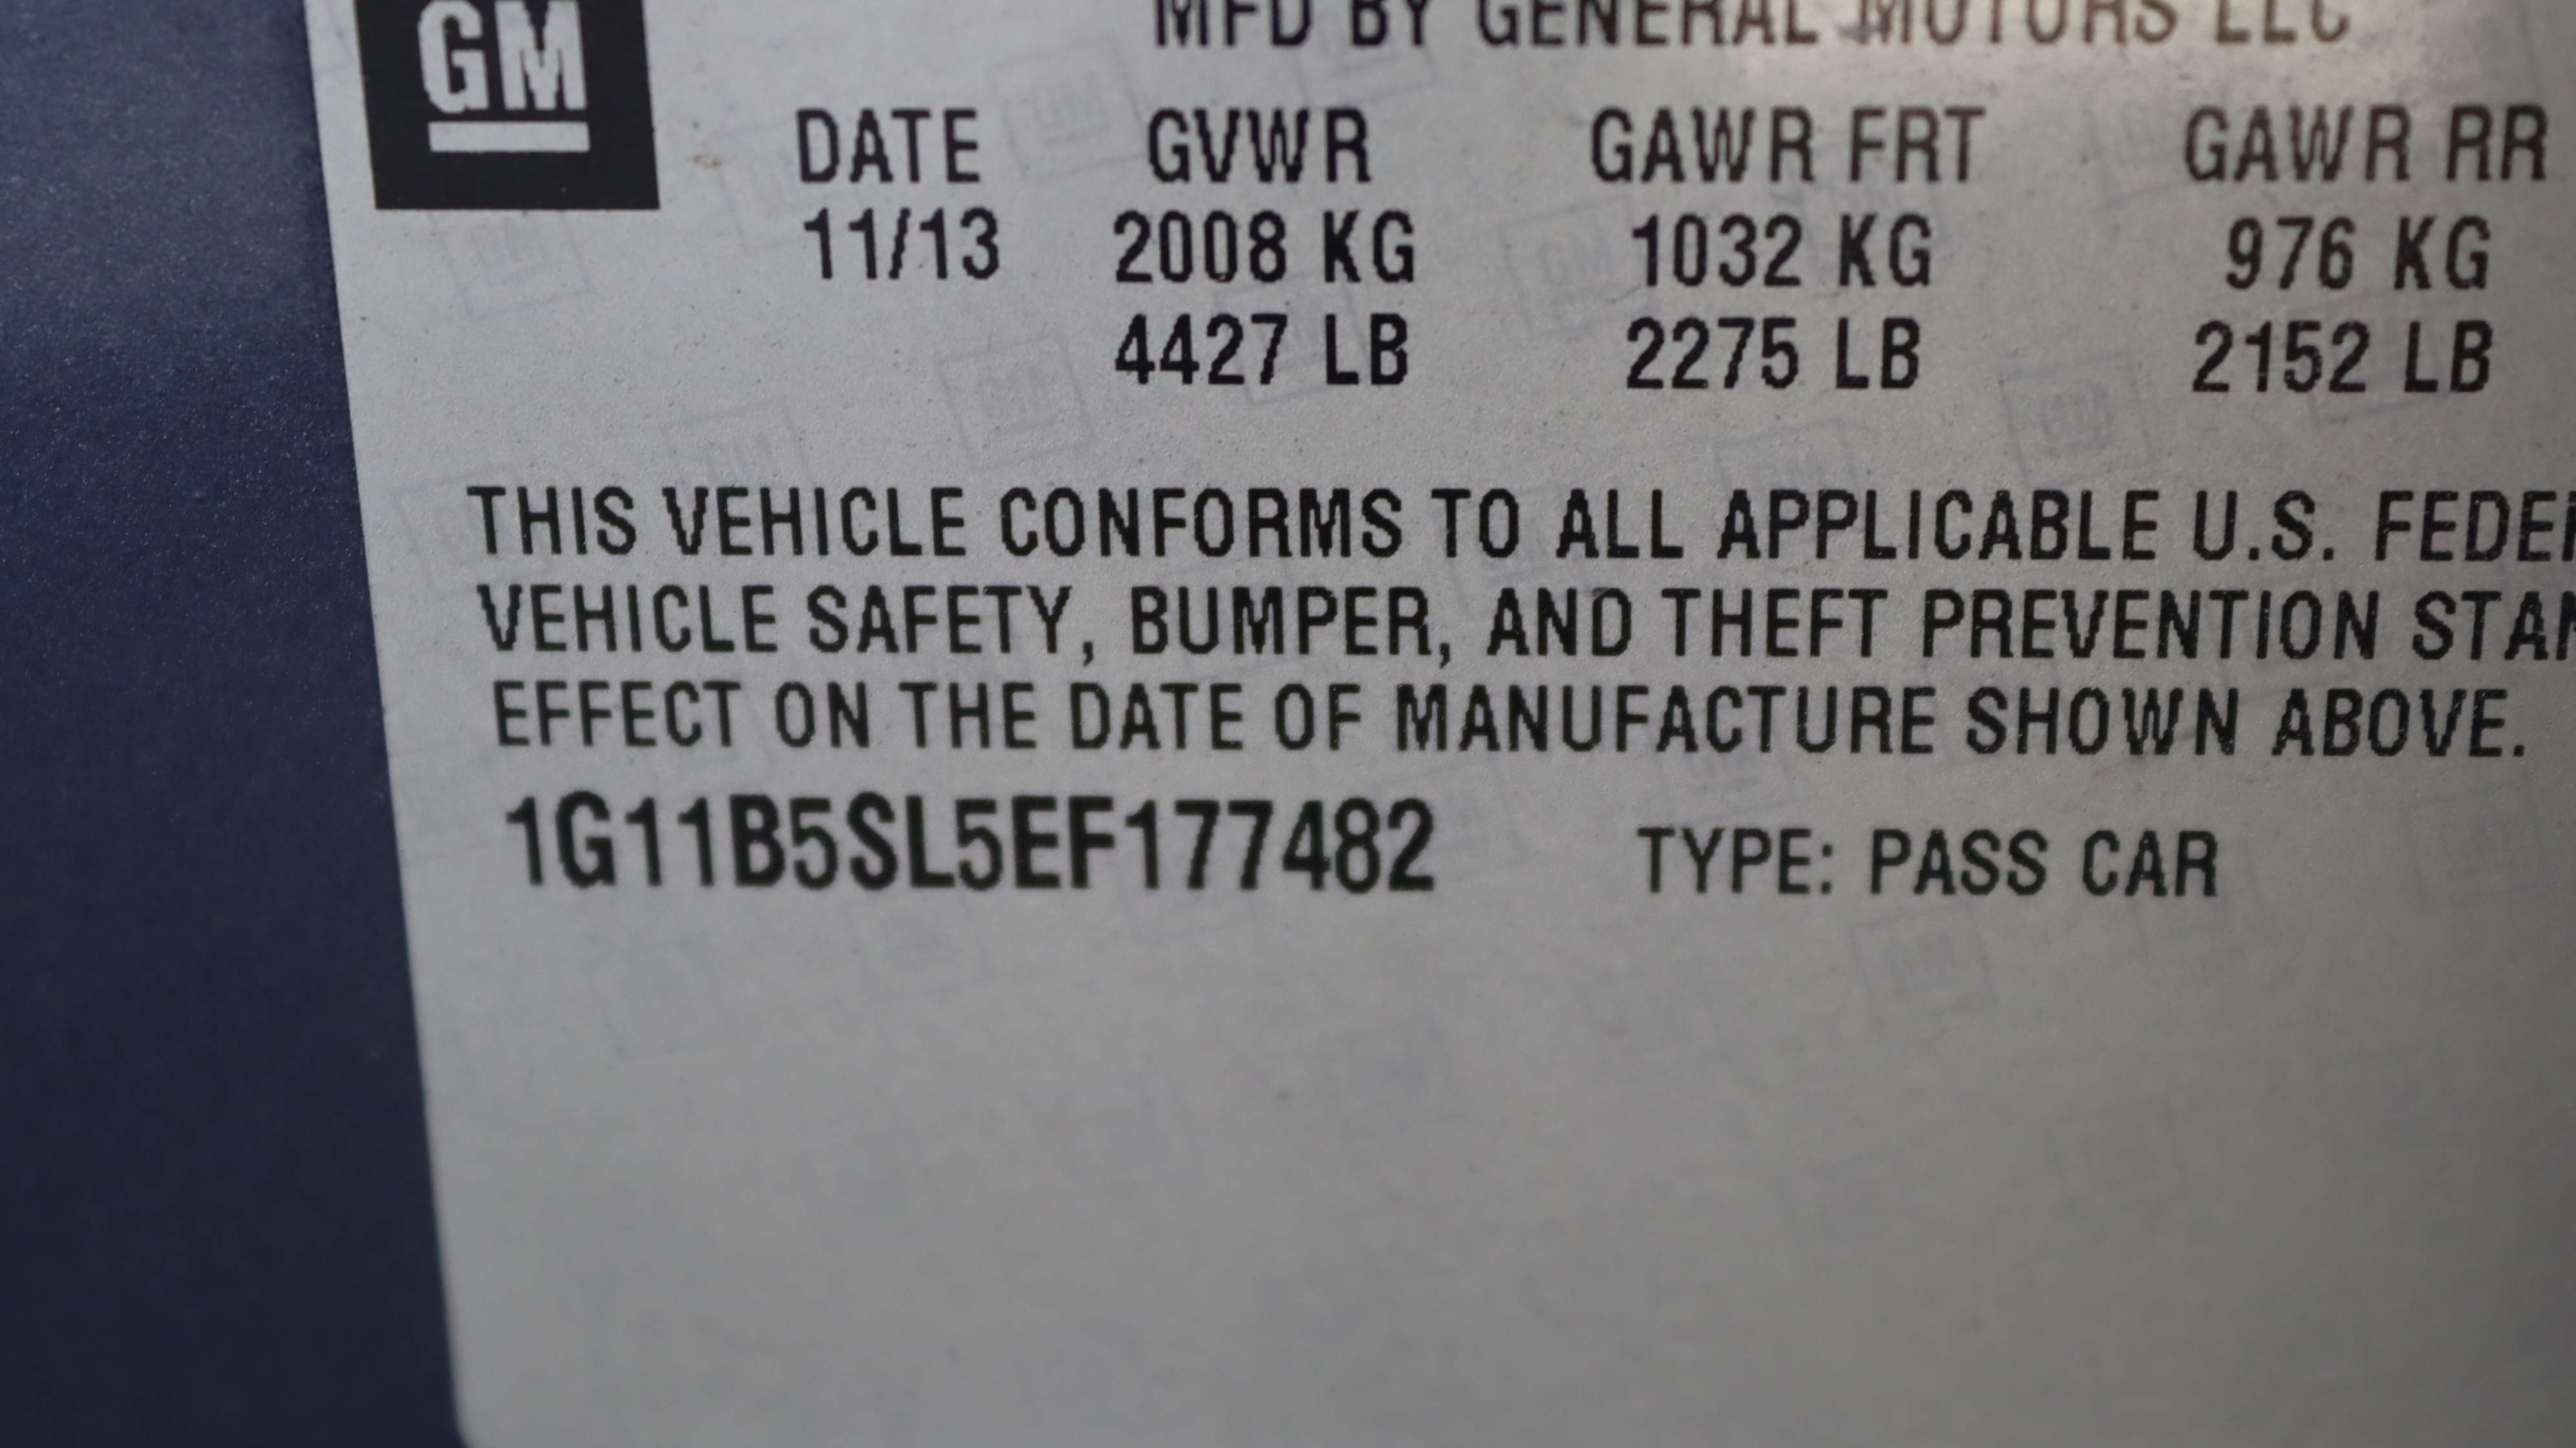 GM
MFD BY GENERAL MOTORS LLC
DATE GVWR GAWR FRT GAWR RR
11/13 2008 KG 1032 KG 976 KG
4427 LB 2275 LB 2152 LB
THIS VEHICLE CONFORMS TO ALL APPLICABLE U.S. FEDER
VEHICLE SAFETY, BUMPER, AND THEFT PREVENTION STAN
EFFECT ON THE DATE OF MANUFACTURE SHOWN ABOVE.
1G11B5SL5EF177482 TYPE: PASS CAR